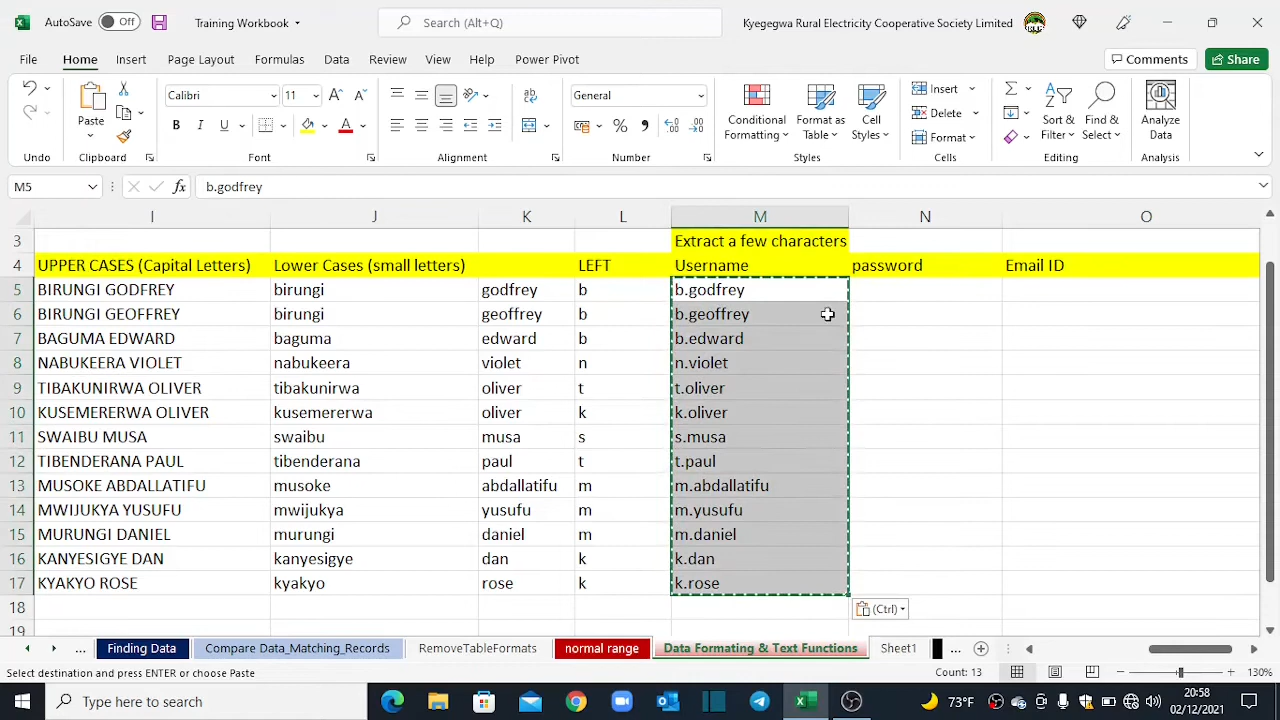 AutoSave Off Training Workbook Search (Alt+Q) Kyegegwa Rural Electricity Cooperative Society Limited
File Home Insert Page Layout Formulas Data Review View Help Power Pivot Comments Share
Calibri 11 General Insert
Paste Conditional Formatting Format as Table Cell Styles Delete Sort & Filter Find & Select Analyze Data
B I U A % Format
Undo Clipboard Font Alignment Number Styles Cells Editing Analysis
M5 fx b.godfrey
I J K L M N O
3 Extract a few characters
4 UPPER CASES (Capital Letters) Lower Cases (small letters) LEFT Username password Email ID
5 BIRUNGI GODFREY birungi godfrey b b.godfrey
6 BIRUNGI GEOFFREY birungi geoffrey b b.geoffrey
7 BAGUMA EDWARD baguma edward b b.edward
8 NABUKEERA VIOLET nabukeera violet n n.violet
9 TIBAKUNIRWA OLIVER tibakunirwa oliver t t.oliver
10 KUSEMERERWA OLIVER kusemererwa oliver k k.oliver
11 SWAIBU MUSA swaibu musa s s.musa
12 TIBENDERANA PAUL tibenderana paul t t.paul
13 MUSOKE ABDALLATIFU musoke abdallatifu m m.abdallatifu
14 MWIJUKYA YUSUFU mwijukya yusufu m m.yusufu
15 MURUNGI DANIEL murungi daniel m m.daniel
16 KANYESIGYE DAN kanyesigye dan k k.dan
17 KYAKYO ROSE kyakyo rose k k.rose
18 (Ctrl)
19
... Finding Data Compare Data_Matching_Records RemoveTableFormats normal range Data Formating & Text Functions Sheet1 ...
Select destination and press ENTER or choose Paste Count: 13 130%
Type here to search 73°F 20:58
02/12/2021